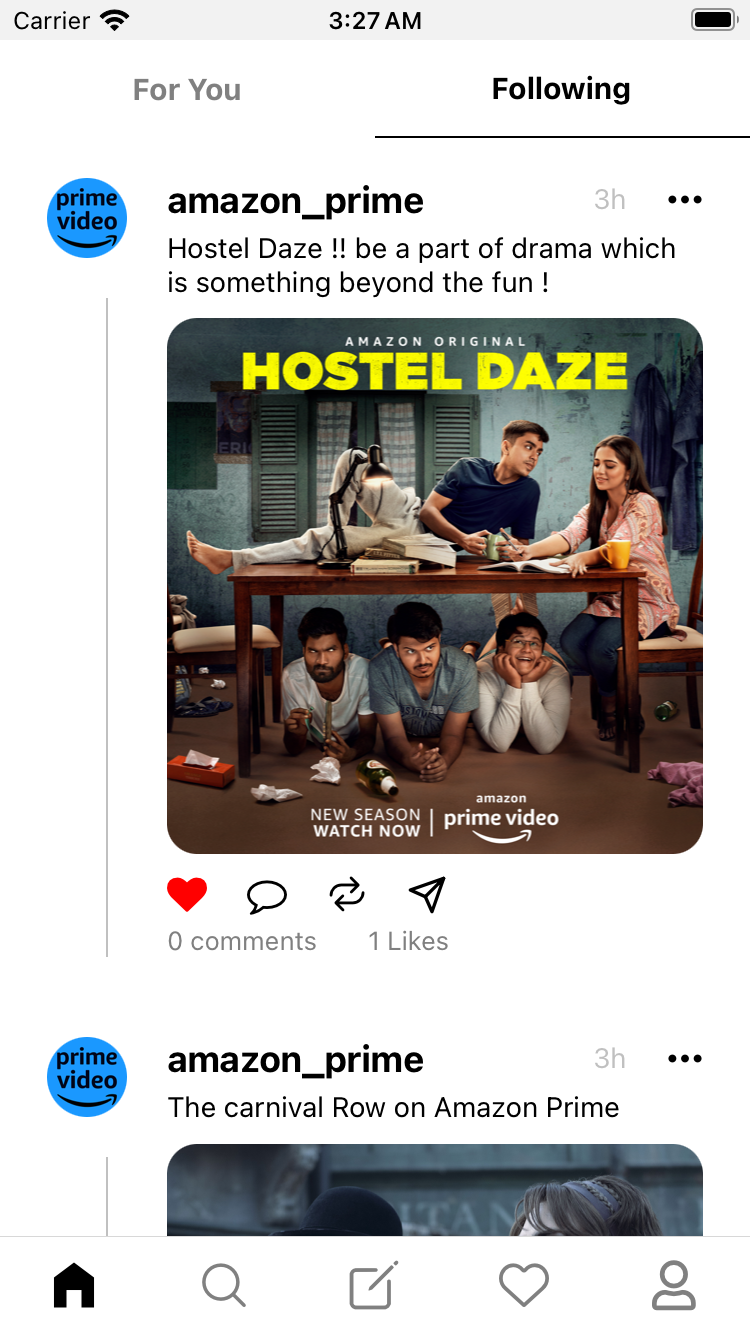 Carrier
3:27 AM
For You
Following
prime
video
amazon_prime
3h
Hostel Daze !! be a part of drama which
is something beyond the fun !
AMAZON ORIGINAL
HOSTEL DAZE
NEW SEASON
WATCH NOW
amazon
prime video
0 comments
1 Likes
prime
video
amazon_prime
3h
The carnival Row on Amazon Prime